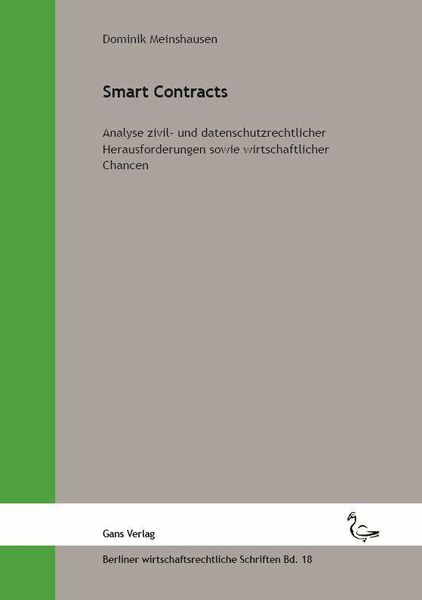 Dominik Meinshausen
Smart Contracts
Analyse zivil- und datenschutzrechtlicher
Herausforderungen sowie wirtschaftlicher
Chancen
Gans Verlag
Berliner wirtschaftsrechtliche Schriften Bd. 18